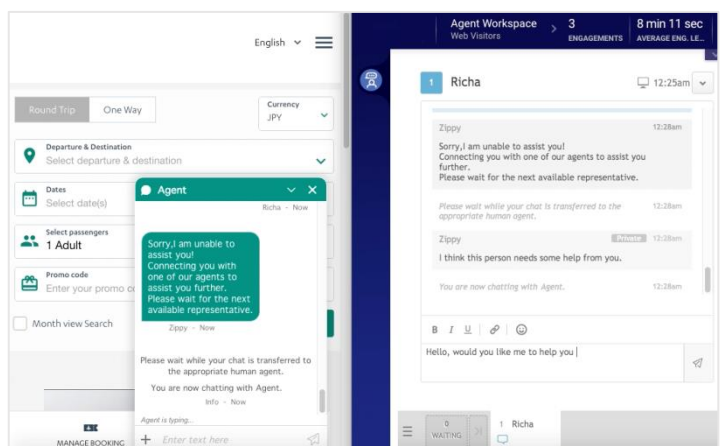 English
Round Trip
One Way
Currency
JPY
Departure & Destination
Select departure & destination
Dates
Select date(s)
Select passengers
1 Adult
Promo code
Enter your promo co
Month view Search
MANAGE BOOKING
Agent
Richa - Now
Sorry,I am unable to
assist you!
Connecting you with
one of our agents to
assist you further.
Please wait for the next
available representative.
Zippy - Now
Please wait while your chat is transferred to
the appropriate human agent.
You are now chatting with Agent.
Info - Now
Agent is typing...
Enter text here
Agent Workspace
Web Visitors
3
ENGAGEMENTS
8 min 11 sec
AVERAGE ENG. LE...
1 Richa
12:25am
Zippy 12:28am
Sorry,I am unable to assist you!
Connecting you with one of our agents to assist you
further.
Please wait for the next available representative.
Please wait while your chat is transferred to the 12:28am
appropriate human agent.
Zippy Private 12:28am
I think this person needs some help from you.
You are now chatting with Agent. 12:28am
B I U
Hello, would you like me to help you
0
WAITING
1 Richa